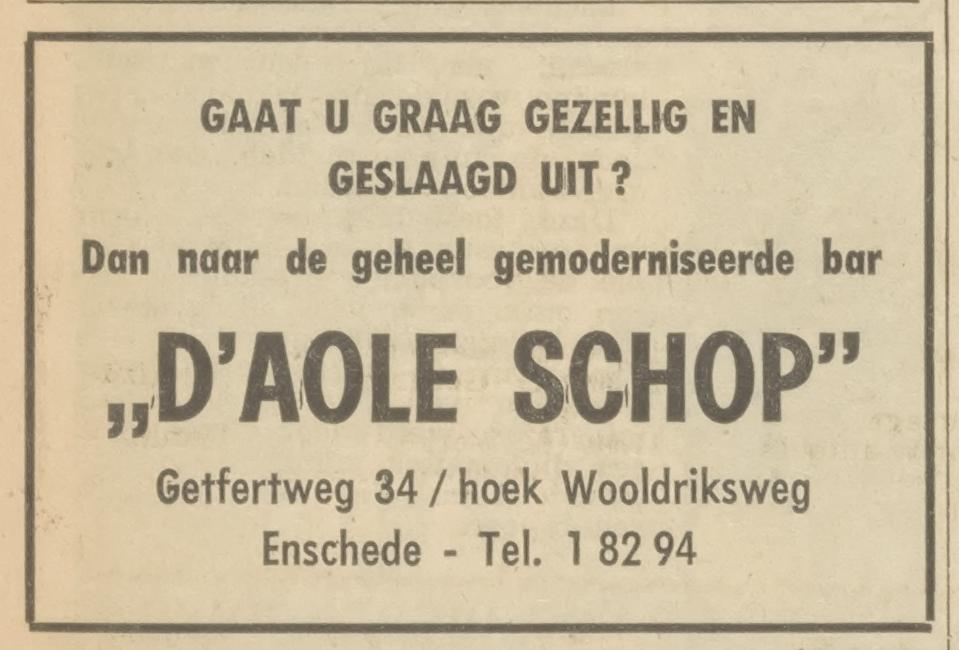 GAAT U GRAAG GEZELLIG EN
GESLAAGD UIT ?
Dan naar de geheel gemoderniseerde bar
„D’AOLE SCHOP”
Getfertweg 34 / hoek Wooldriksweg
Enschede - Tel. 1 82 94